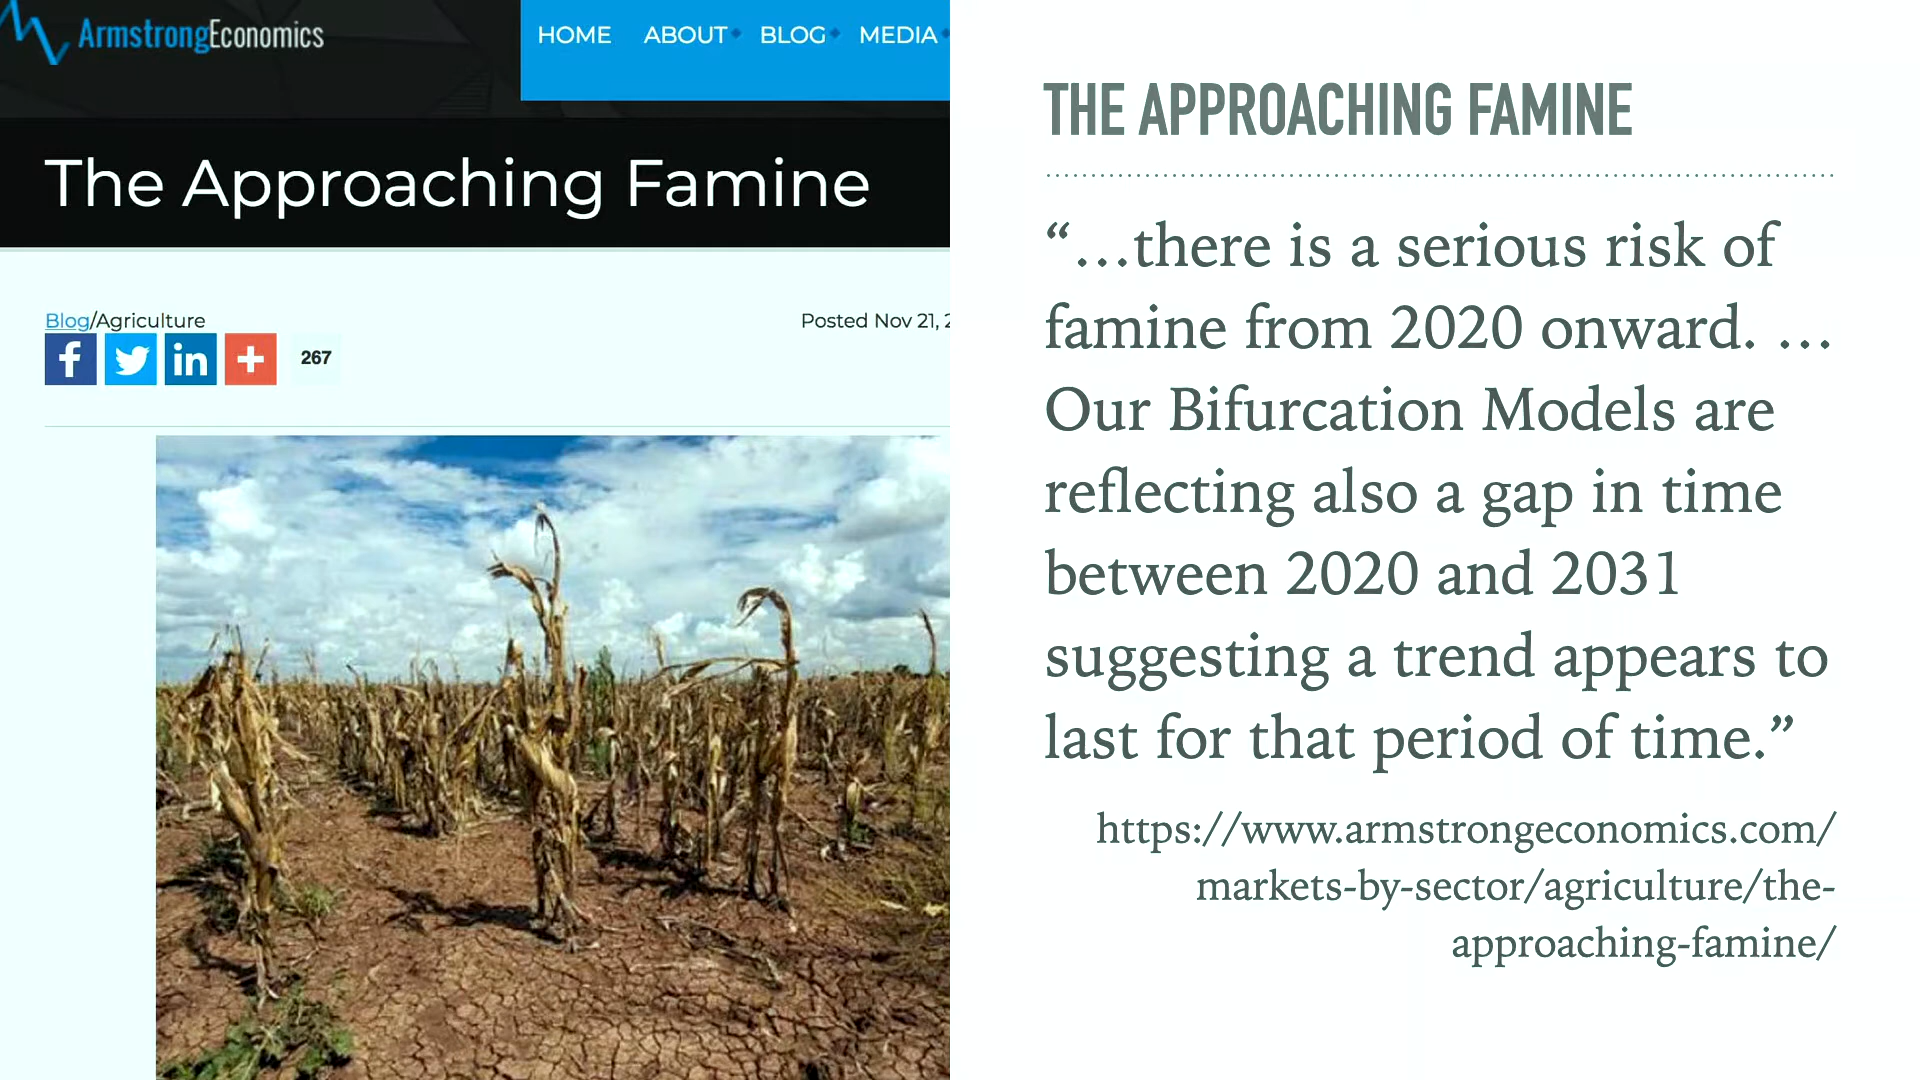 ArmstrongEconomics
HOME ABOUT BLOG MEDIA
The Approaching Famine
Blog/Agriculture
Posted Nov 21,
267
THE APPROACHING FAMINE
“...there is a serious risk of
famine from 2020 onward. ...
Our Bifurcation Models are
reflecting also a gap in time
between 2020 and 2031
suggesting a trend appears to
last for that period of time.”
https://www.armstrongeconomics.com/
markets-by-sector/agriculture/the-
approaching-famine/